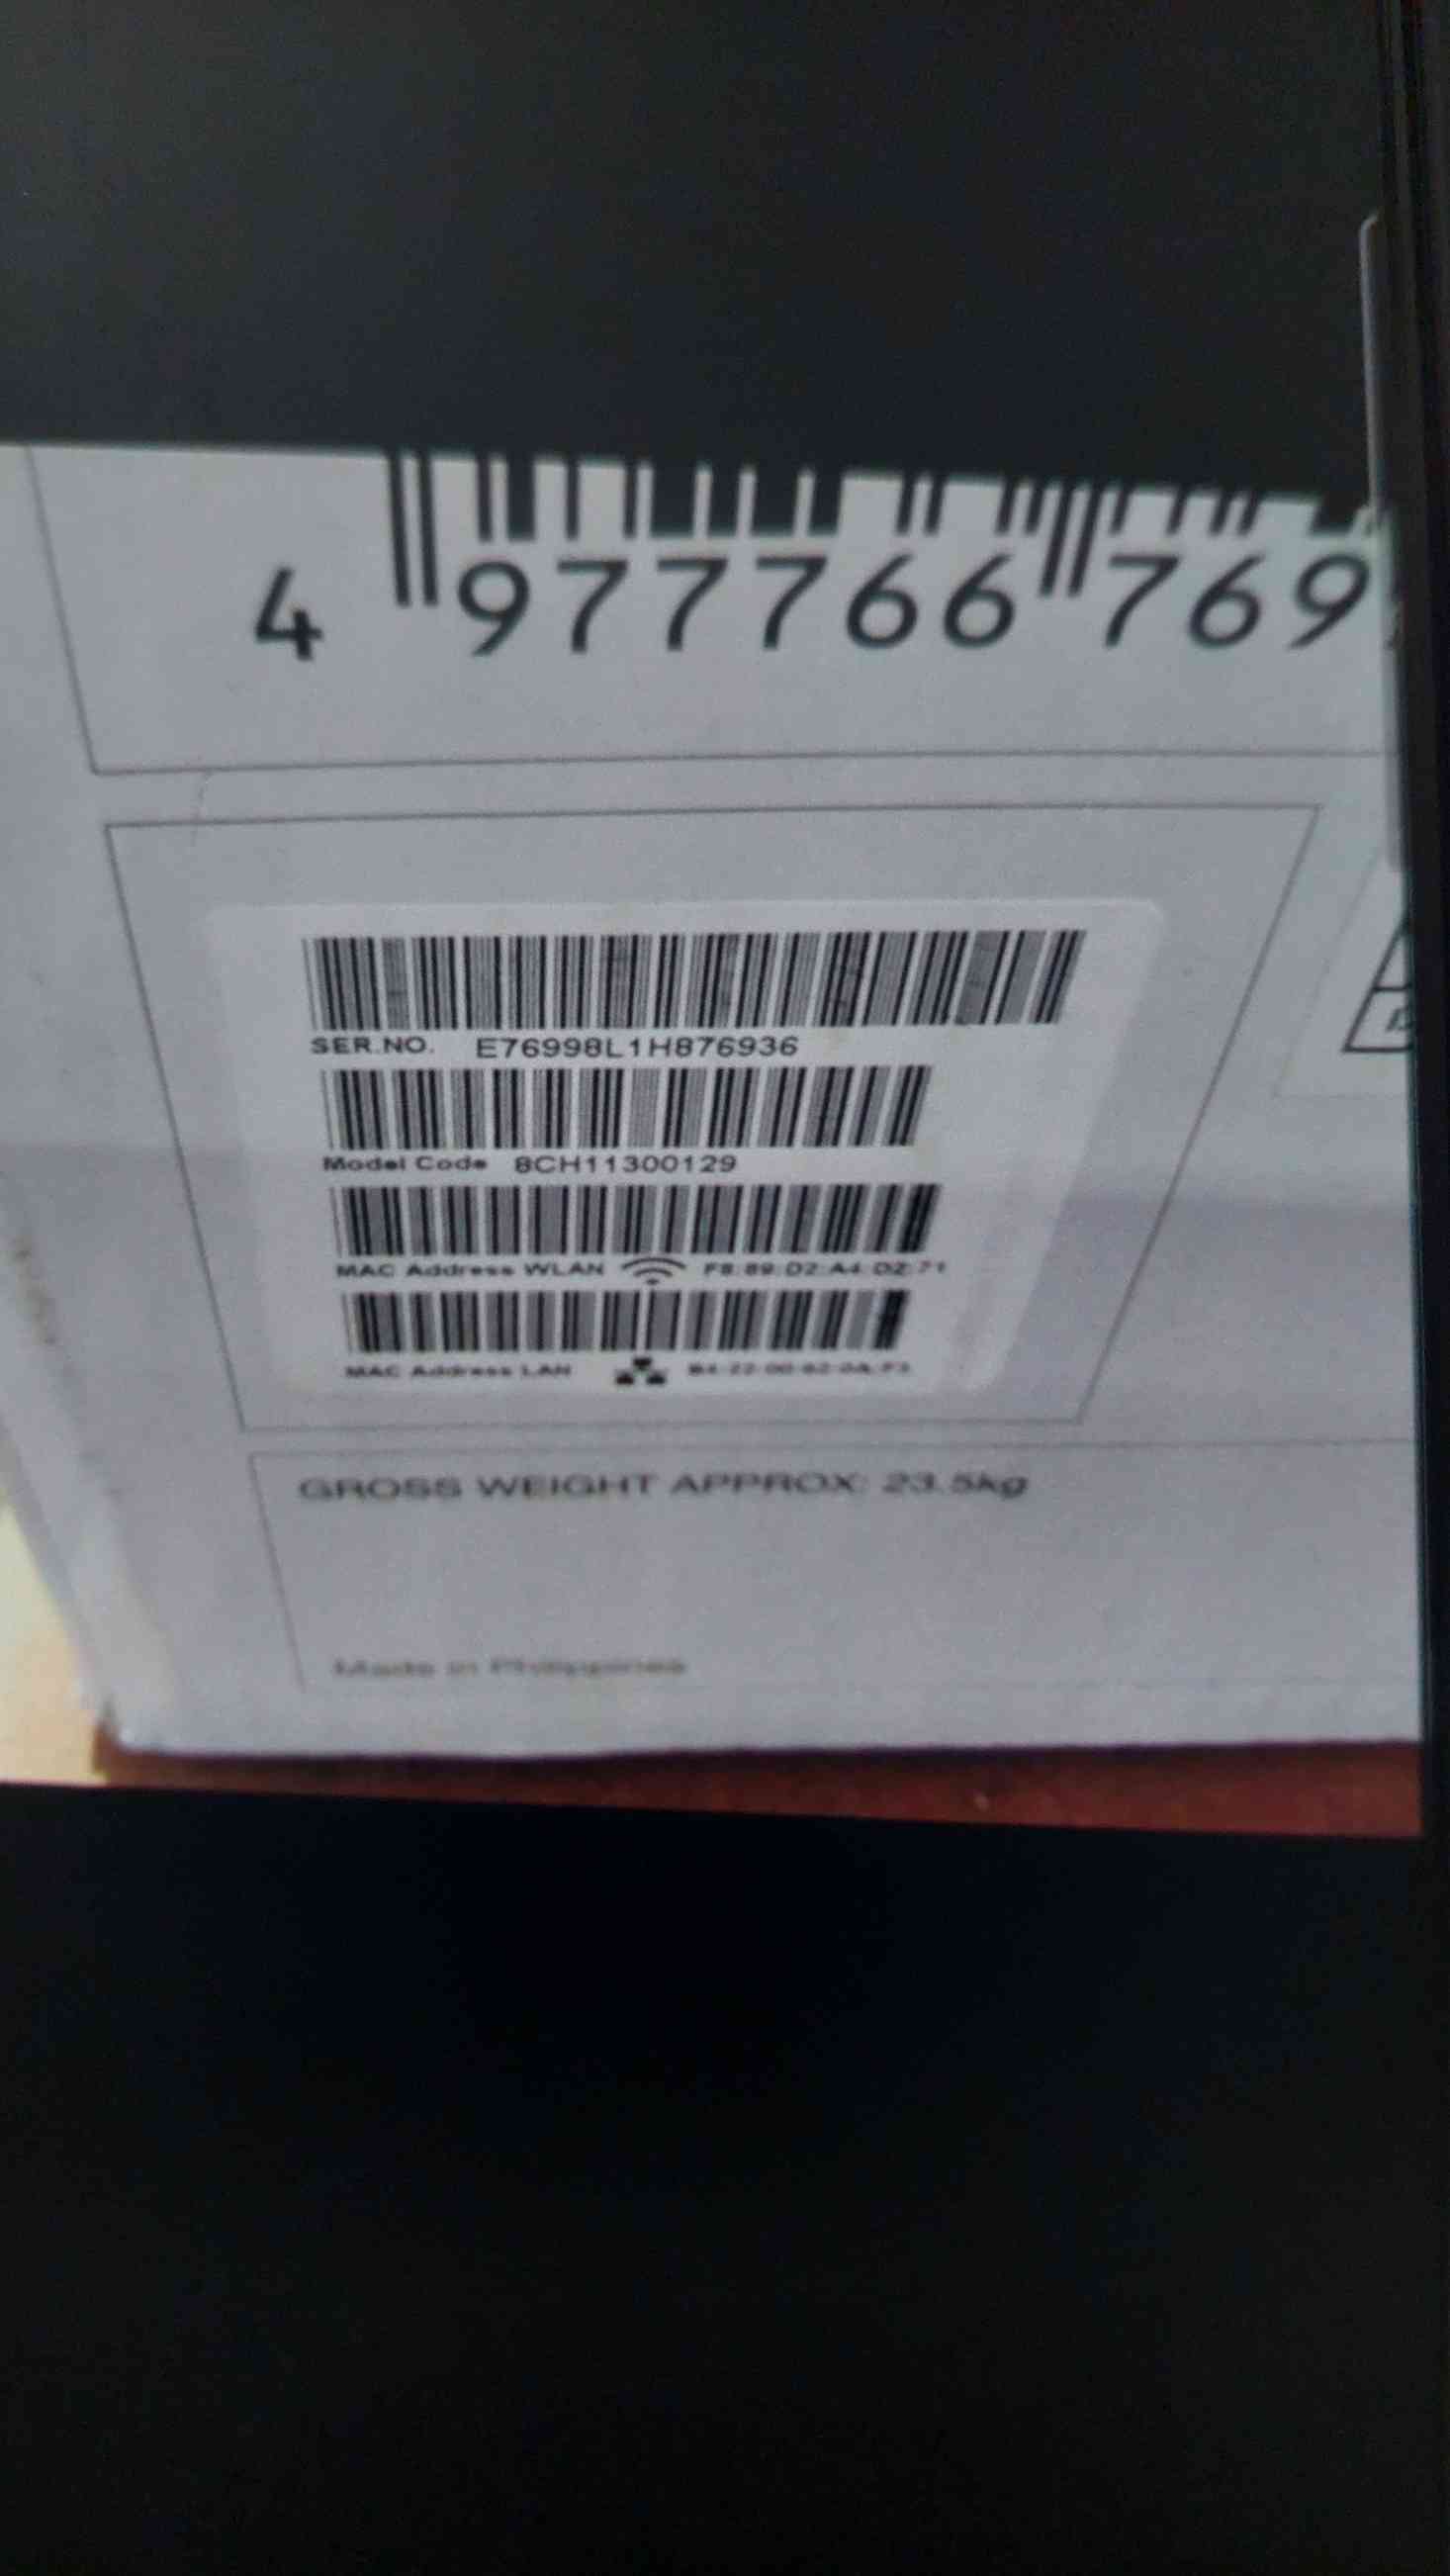 4 977766 769
SER.NO. E76998L1H876936
Model Code 8CH11300129
MAC Address WLAN F8:89:D2:A4:D2:71
MAC Address LAN
GROSS WEIGHT APPROX: 23.5kg
Made in Philippines